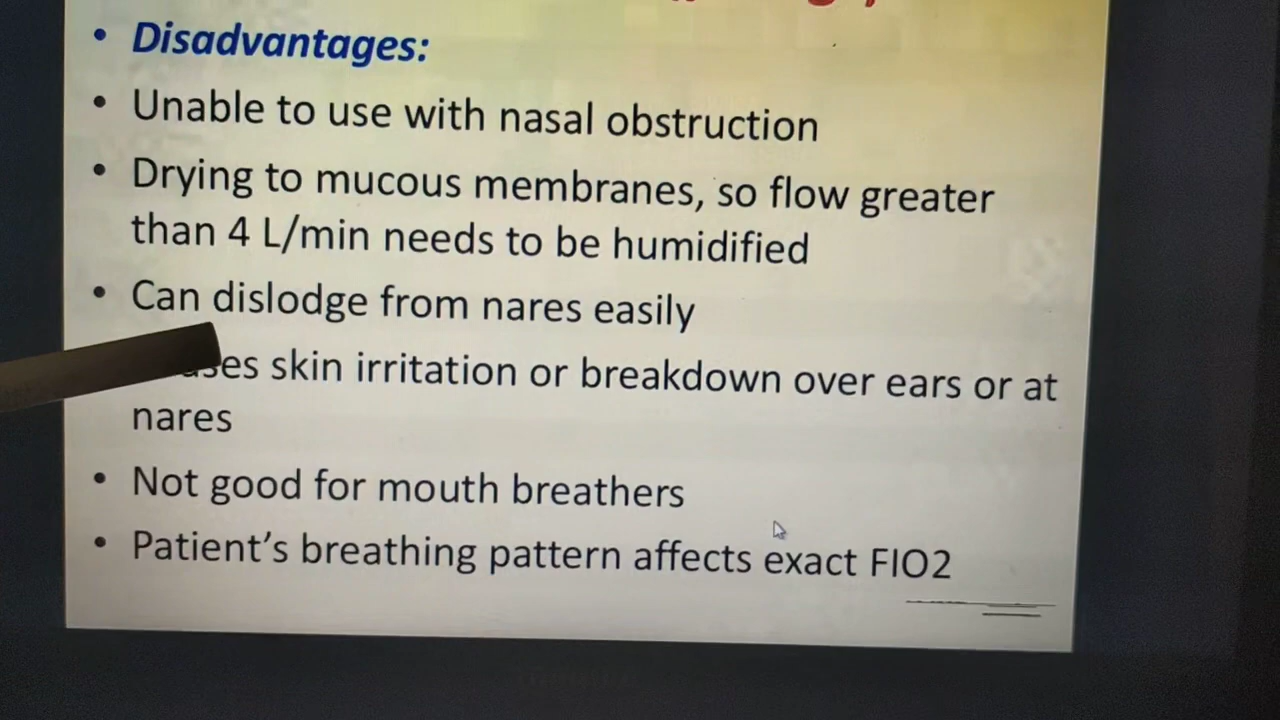 • Disadvantages:
• Unable to use with nasal obstruction
• Drying to mucous membranes, so flow greater
than 4 L/min needs to be humidified
• Can dislodge from nares easily
skin irritation or breakdown over ears or at
nares
• Not good for mouth breathers
• Patient’s breathing pattern affects exact FIO2